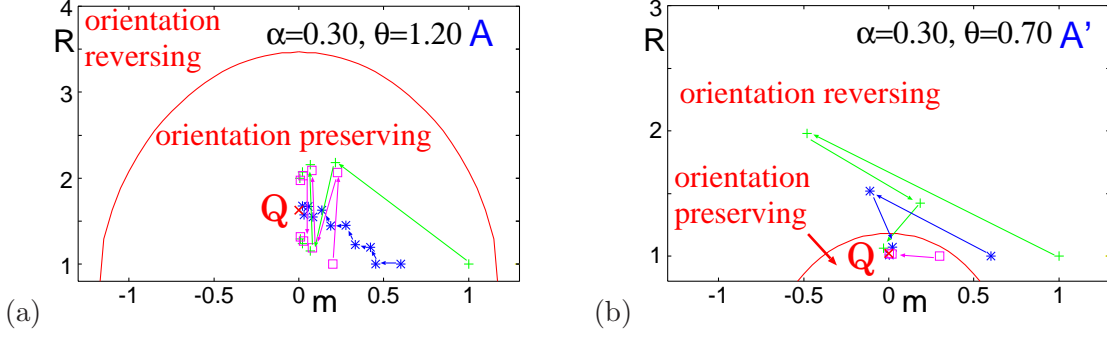 4
R
orientation
reversing
α=0.30, θ=1.20 A
3
orientation preserving
2
Q
1
-1
-0.5
0
m
0.5
1
(a)
3
R
α=0.30, θ=0.70 A'
orientation reversing
2
orientation
preserving
Q
1
-1
-0.5
0
m
0.5
1
(b)